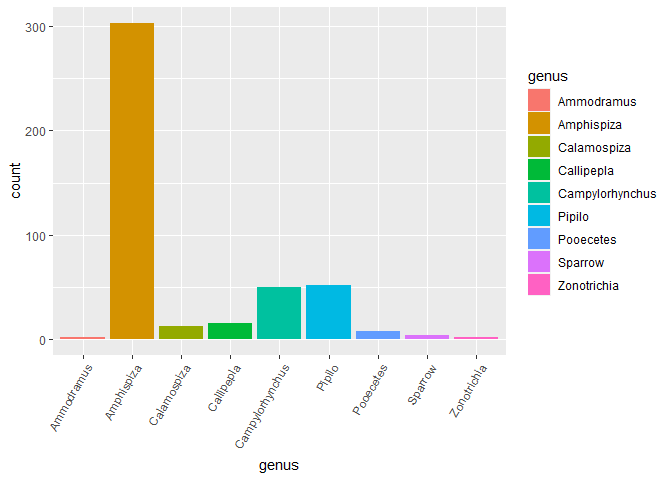 300
200
100
0
count
Ammodramus
Amphispiza
Calamospiza
Callipepla
Campylorhynchus
Pipilo
Pooecetes
Sparrow
Zonotrichia
genus
genus
Ammodramus
Amphispiza
Calamospiza
Callipepla
Campylorhynchus
Pipilo
Pooecetes
Sparrow
Zonotrichia